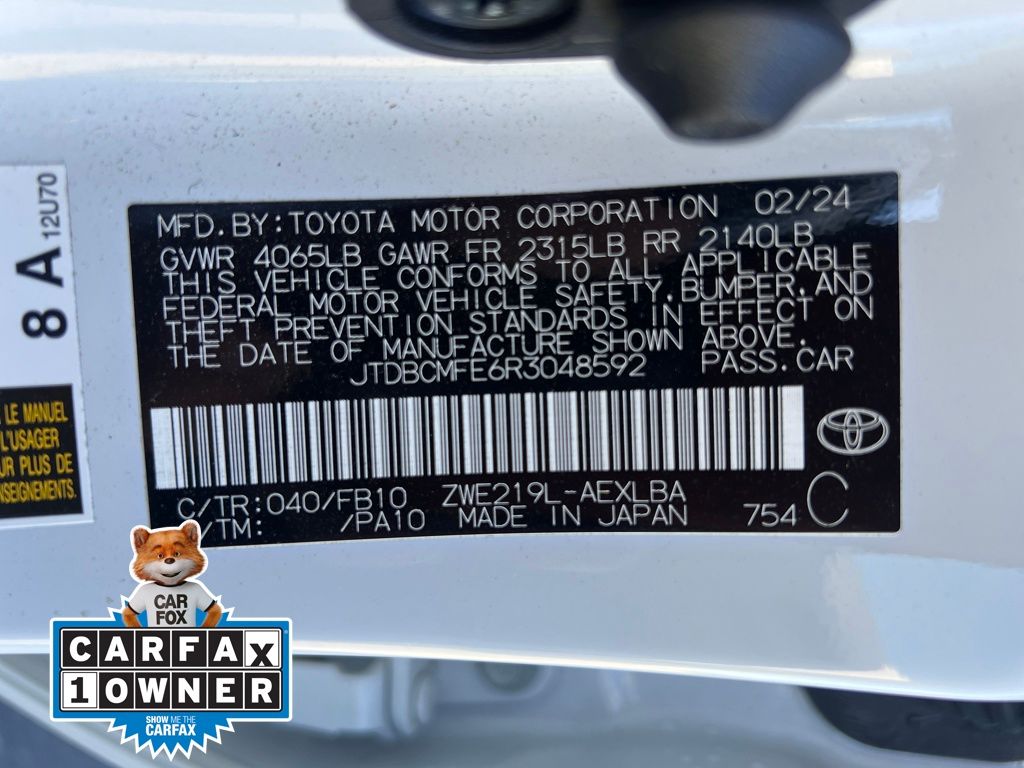 8 A 12U70
MFD.BY:TOYOTA MOTOR CORPORATION 02/24
GVWR 4065LB GAWR FR 2315LB RR 2140LB
THIS VEHICLE CONFORMS TO ALL APPLICABLE
FEDERAL MOTOR VEHICLE SAFETY,BUMPER,AND
THEFT PREVENTION STANDARDS IN EFFECT ON
THE DATE OF MANUFACTURE SHOWN ABOVE.
JTDBCMFE6R3048592 PASS.CAR
C/TR:040/FB10 ZWE219L-AEXLBA
/TM: /PA10 MADE IN JAPAN 754 C
LE MANUEL
L'USAGER
UR PLUS DE
CAR
FOX
CARFAX
1 OWNER
SHOW ME THE
CARFAX